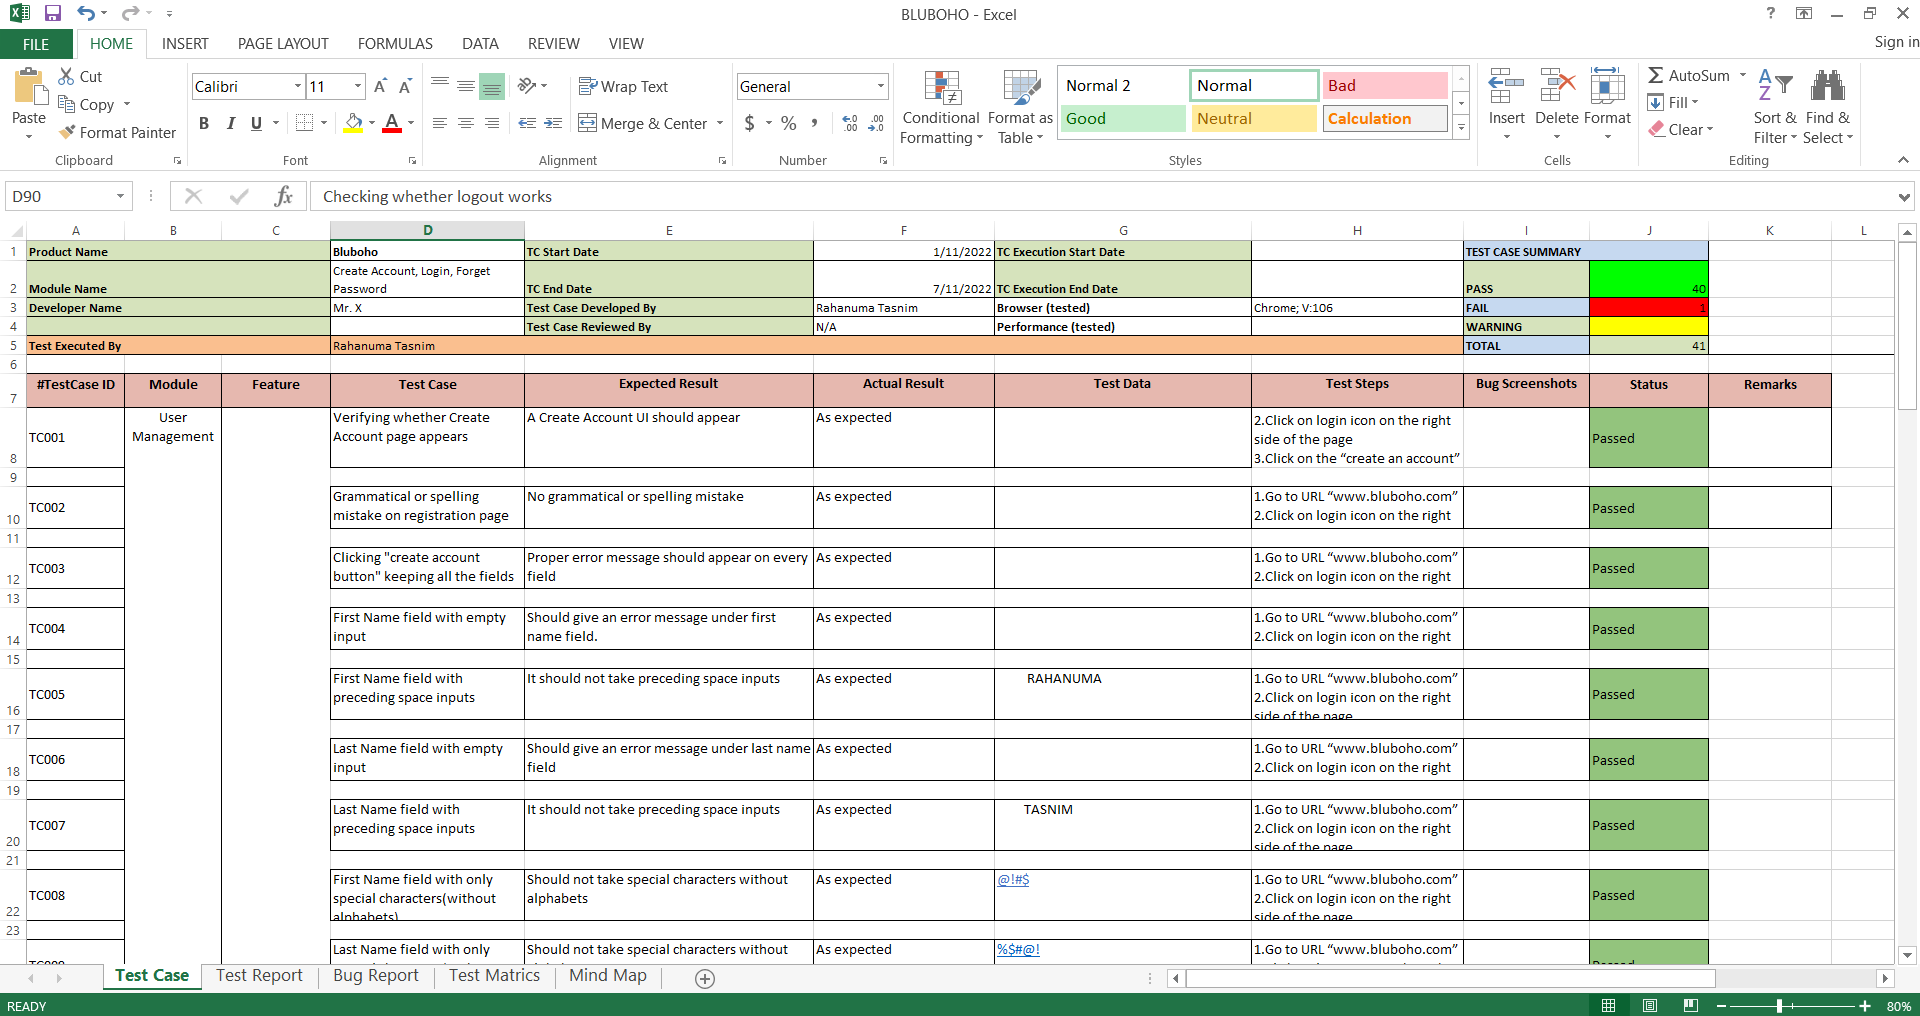 BLUBOHO - Excel
?
Sign in
FILE HOME INSERT PAGE LAYOUT FORMULAS DATA REVIEW VIEW
Paste
Cut
Copy
Format Painter
Clipboard
Calibri 11
B I U
Font
Wrap Text
Merge & Center
Alignment
General
$ % ,
Number
Conditional Formatting
Format as Table
Normal 2 Normal Bad
Good Neutral Calculation
Styles
Insert Delete Format
Cells
AutoSum
Fill
Clear
Sort & Filter
Find & Select
Editing
D90 fx Checking whether logout works
A B C D E F G H I J K L
1 Product Name Bluboho TC Start Date 1/11/2022 TC Execution Start Date TEST CASE SUMMARY
Create Account, Login, Forget
2 Module Name Password TC End Date 7/11/2022 TC Execution End Date PASS 40
3 Developer Name Mr. X Test Case Developed By Rahanuma Tasnim Browser (tested) Chrome; V:106 FAIL 1
4 Test Case Reviewed By N/A Performance (tested) WARNING
5 Test Executed By Rahanuma Tasnim TOTAL 41
6
7 #TestCase ID Module Feature Test Case Expected Result Actual Result Test Data Test Steps Bug Screenshots Status Remarks
8 TC001 User Management Verifying whether Create Account page appears A Create Account UI should appear As expected 2.Click on login icon on the right side of the page 3.Click on the “create an account” Passed
9
10 TC002 Grammatical or spelling mistake on registration page No grammatical or spelling mistake As expected 1.Go to URL “www.bluboho.com” 2.Click on login icon on the right Passed
11
12 TC003 Clicking "create account button" keeping all the fields Proper error message should appear on every field As expected 1.Go to URL “www.bluboho.com” 2.Click on login icon on the right Passed
13
14 TC004 First Name field with empty input Should give an error message under first name field. As expected 1.Go to URL “www.bluboho.com” 2.Click on login icon on the right Passed
15
16 TC005 First Name field with preceding space inputs It should not take preceding space inputs As expected RAHANUMA 1.Go to URL “www.bluboho.com” 2.Click on login icon on the right side of the page Passed
17
18 TC006 Last Name field with empty input Should give an error message under last name field As expected 1.Go to URL “www.bluboho.com” 2.Click on login icon on the right Passed
19
20 TC007 Last Name field with preceding space inputs It should not take preceding space inputs As expected TASNIM 1.Go to URL “www.bluboho.com” 2.Click on login icon on the right side of the page Passed
21
22 TC008 First Name field with only special characters(without alphabets) Should not take special characters without alphabets As expected @!#$ 1.Go to URL “www.bluboho.com” 2.Click on login icon on the right side of the page Passed
23
Last Name field with only Should not take special characters without As expected %$#@! 1.Go to URL “www.bluboho.com”
Test Case Test Report Bug Report Test Matrics Mind Map
READY 80%